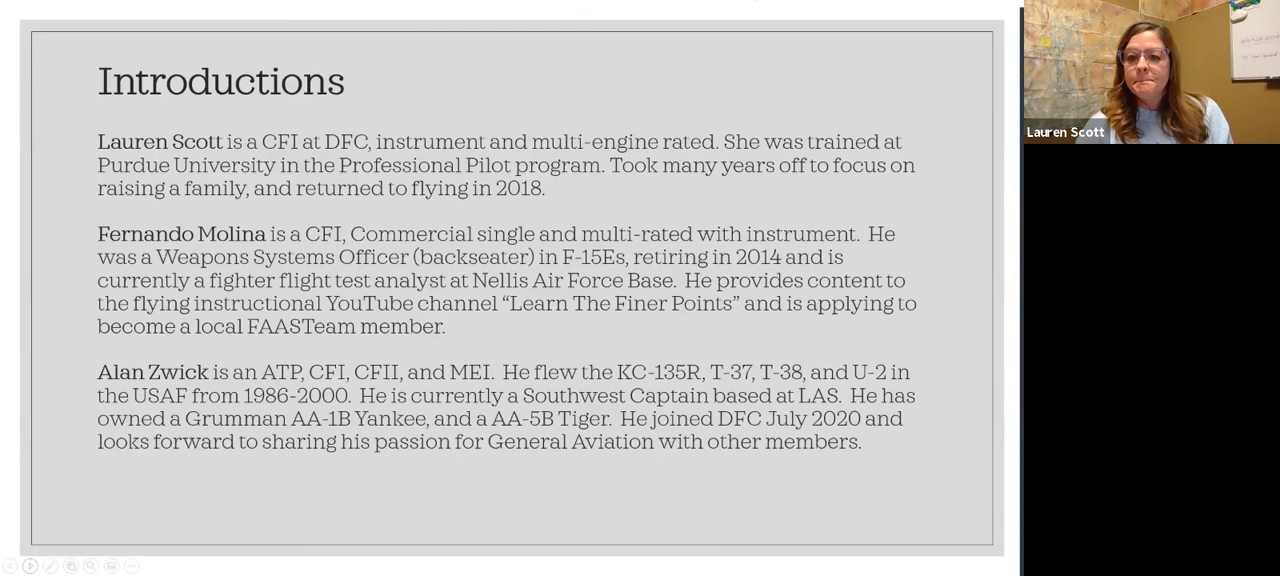 Introductions
Lauren Scott is a CFI at DFC, instrument and multi-engine rated. She was trained at
Purdue University in the Professional Pilot program. Took many years off to focus on
raising a family, and returned to flying in 2018.
Fernando Molina is a CFI, Commercial single and multi-rated with instrument. He
was a Weapons Systems Officer (backseater) in F-15Es, retiring in 2014 and is
currently a fighter flight test analyst at Nellis Air Force Base. He provides content to
the flying instructional YouTube channel “Learn The Finer Points” and is applying to
become a local FAASTeam member.
Alan Zwick is an ATP, CFI, CFII, and MEI. He flew the KC-135R, T-37, T-38, and U-2 in
the USAF from 1986-2000. He is currently a Southwest Captain based at LAS. He has
owned a Grumman AA-1B Yankee, and a AA-5B Tiger. He joined DFC July 2020 and
looks forward to sharing his passion for General Aviation with other members.
Lauren Scott